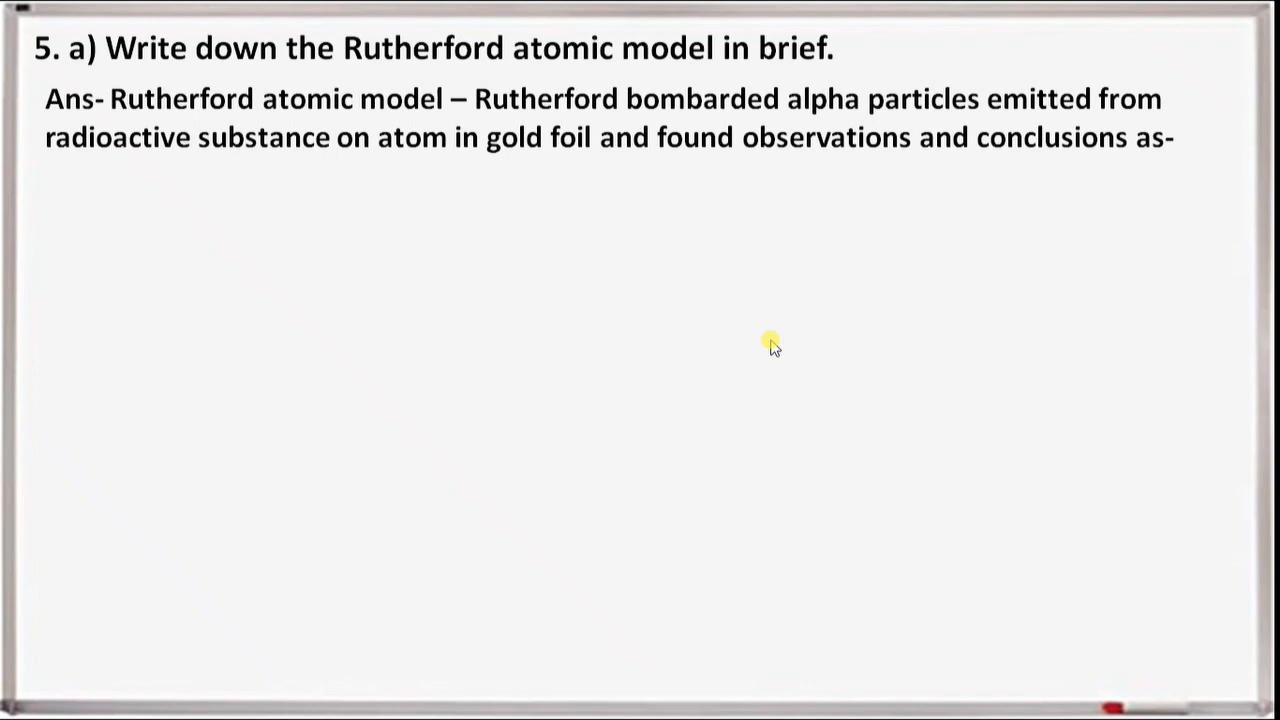 5. a) Write down the Rutherford atomic model in brief.
Ans- Rutherford atomic model – Rutherford bombarded alpha particles emitted from
radioactive substance on atom in gold foil and found observations and conclusions as-